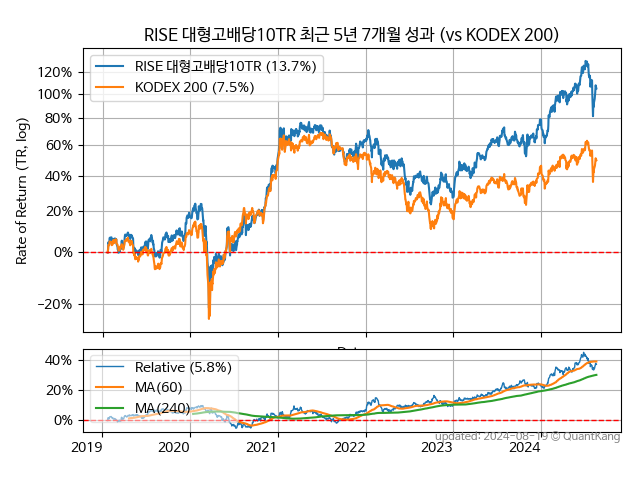 RISE 대형고배당10TR 최근 5년 7개월 성과 (vs KODEX 200)
Rate of Return (TR, log)
120%
100%
80%
60%
40%
20%
0%
−20%
RISE 대형고배당10TR (13.7%)
KODEX 200 (7.5%)
40%
20%
0%
Relative (5.8%)
MA(60)
MA(240)
2019 2020 2021 2022 2023 2024
updated: 2024-08-19 © QuantKang